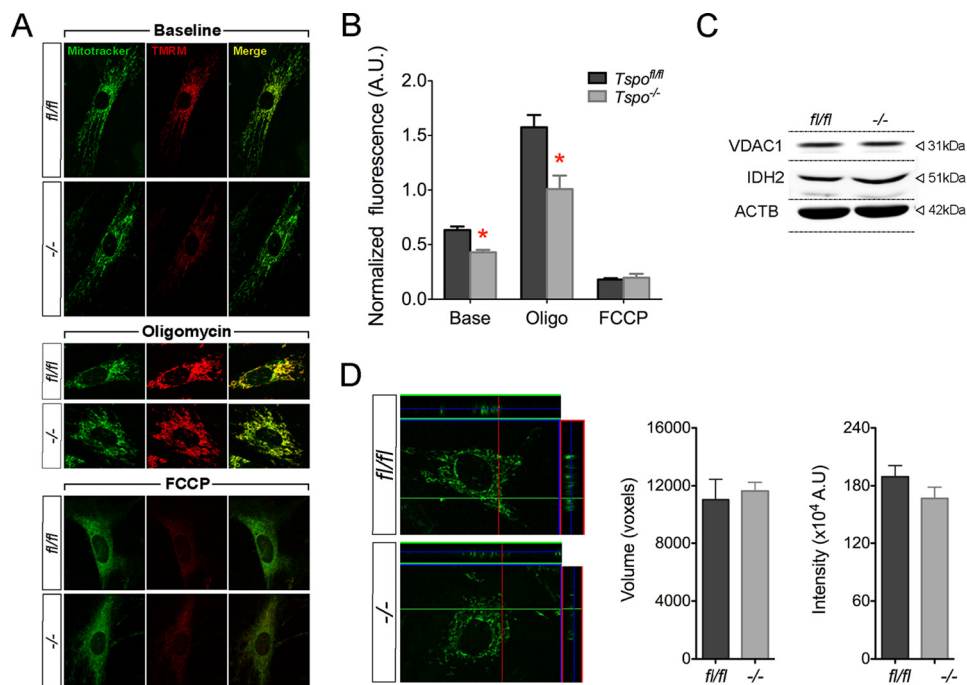 A
Baseline
Mitotracker TMRM Merge
fl/fl
-/-
Oligomycin
fl/fl
-/-
FCCP
fl/fl
-/-
B
Normalized fluorescence (A.U.)
2.0
1.5
1.0
0.5
0.0
Tspo fl/fl
Tspo -/-
*
*
Base Oligo FCCP
C
fl/fl -/-
VDAC1 31kDa
IDH2 51kDa
ACTB 42kDa
D
fl/fl
-/-
Volume (voxels)
16000
12000
8000
4000
0
fl/fl -/-
Intensity (x10⁴ A.U)
240
180
120
60
0
fl/fl -/-